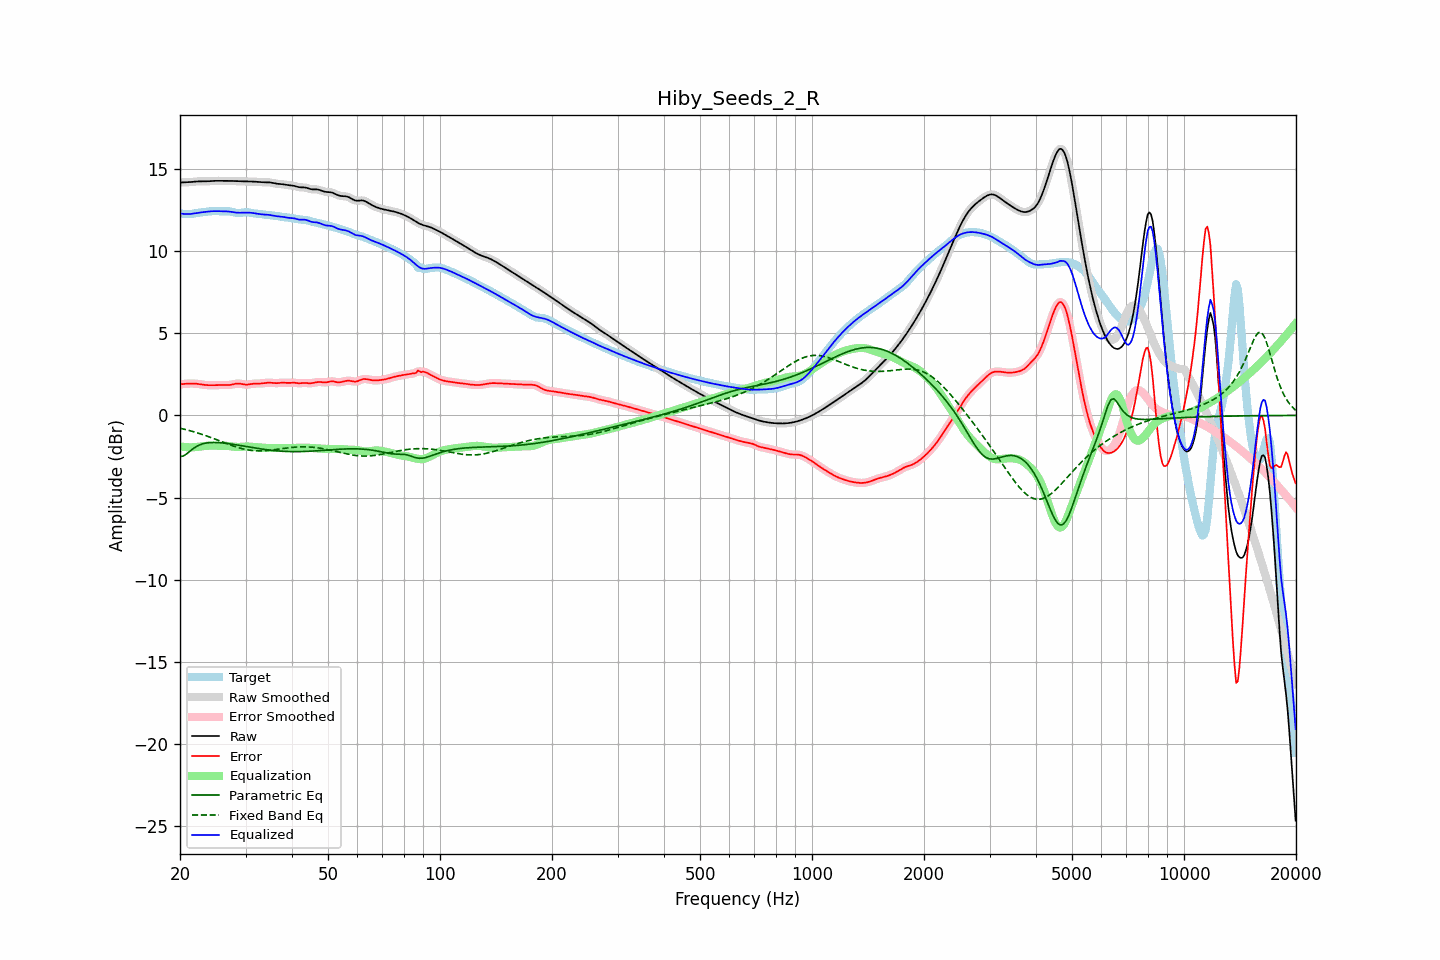 Hiby_Seeds_2_R
Amplitude (dBr)
15
10
5
0
−5
−10
−15
−20
−25
Target
Raw Smoothed
Error Smoothed
Raw
Error
Equalization
Parametric Eq
Fixed Band Eq
Equalized
20 50 100 200 500 1000 2000 5000 10000 20000
Frequency (Hz)